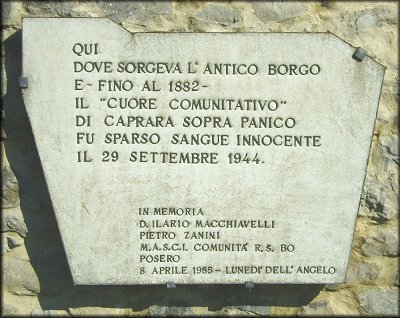 QUI
DOVE SORGEVA L'ANTICO BORGO
E - FINO AL 1882 -
IL "CUORE COMUNITATIVO"
DI CAPRARA SOPRA PANICO
FU SPARSO SANGUE INNOCENTE
IL 29 SETTEMBRE 1944.
IN MEMORIA
D. ILARIO MACCHIAVELLI
PIETRO ZANINI
M.A.S.C.I. COMUNITA' R.S. BO
POSERO
8 APRILE 1985 - LUNEDI' DELL'ANGELO